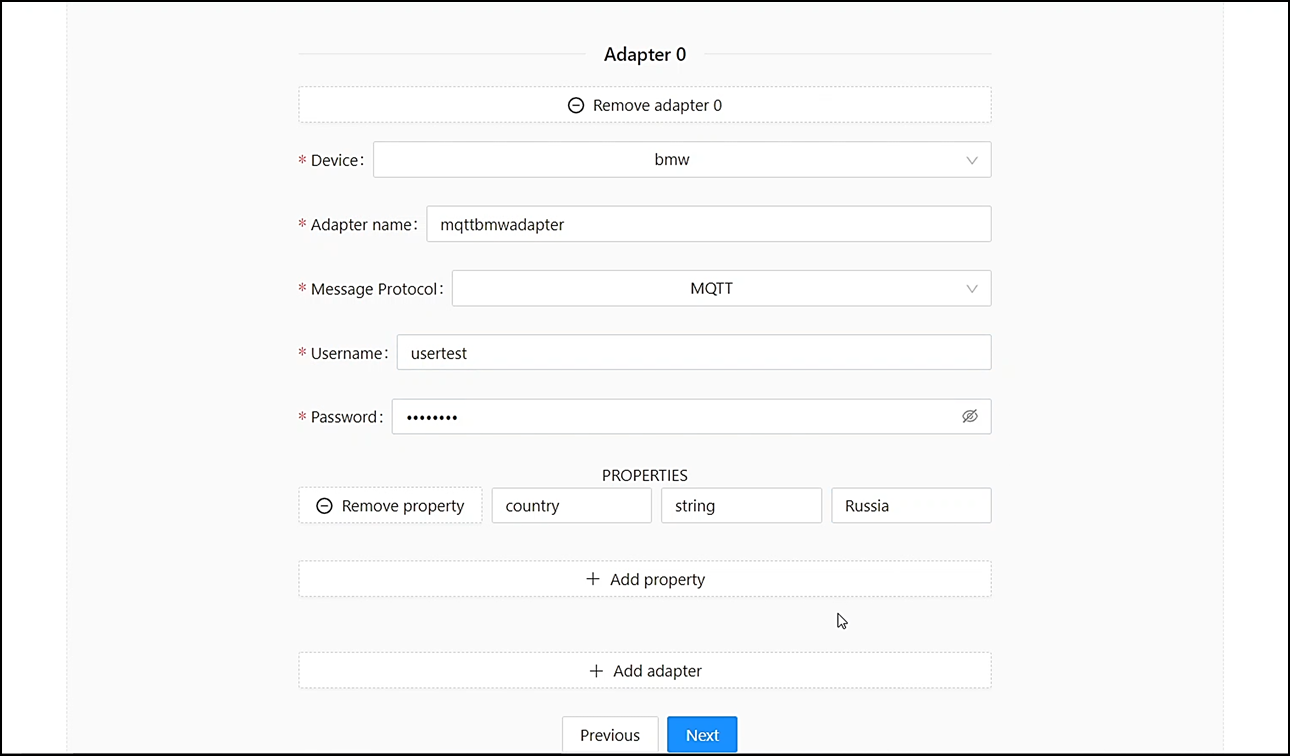 Adapter 0
Remove adapter 0
* Device: bmw
* Adapter name: mqttbmwadapter
* Message Protocol: MQTT
* Username: usertest
* Password: ••••••••
PROPERTIES
Remove property country string Russia
+ Add property
+ Add adapter
Previous Next